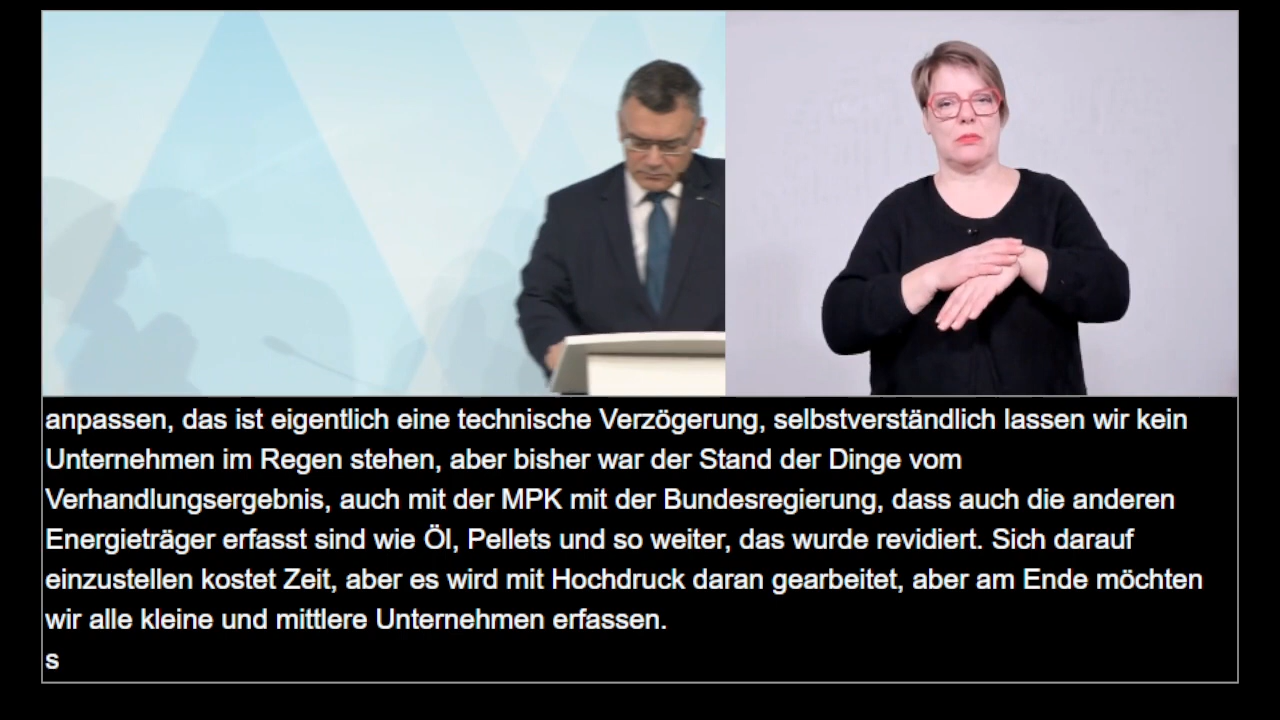 anpassen, das ist eigentlich eine technische Verzögerung, selbstverständlich lassen wir kein
Unternehmen im Regen stehen, aber bisher war der Stand der Dinge vom
Verhandlungsergebnis, auch mit der MPK mit der Bundesregierung, dass auch die anderen
Energieträger erfasst sind wie Öl, Pellets und so weiter, das wurde revidiert. Sich darauf
einzustellen kostet Zeit, aber es wird mit Hochdruck daran gearbeitet, aber am Ende möchten
wir alle kleine und mittlere Unternehmen erfassen.
s